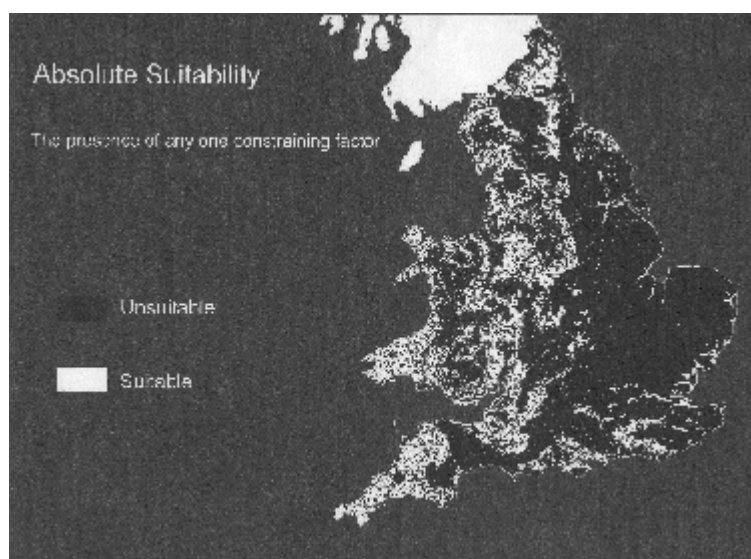 Absolute Suitability
The presence of any one constraining factor
Unsuitable
Suitable